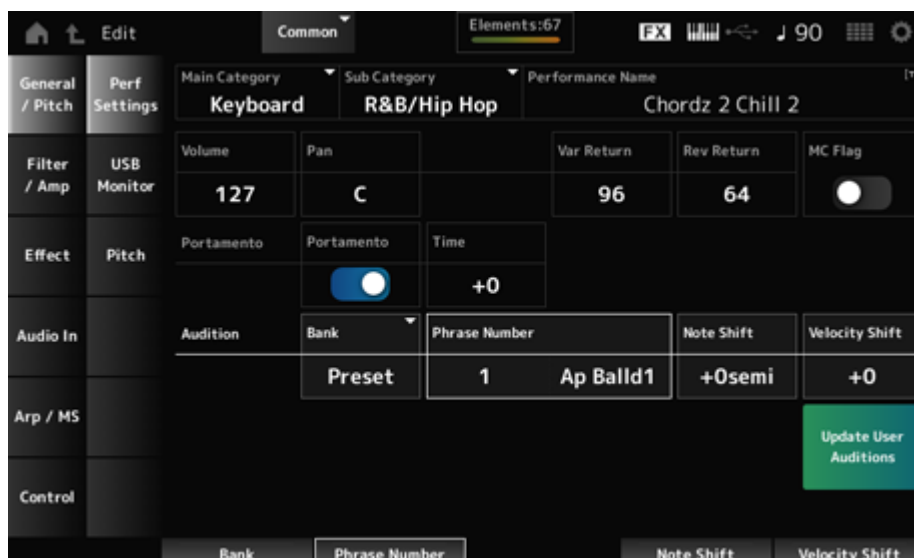 Edit
Common
Elements:67
FX
90
General / Pitch
Perf Settings
Main Category
Sub Category
Performance Name
Keyboard
R&B/Hip Hop
Chordz 2 Chill 2
Filter / Amp
USB Monitor
Volume
Pan
Var Return
Rev Return
MC Flag
127
C
96
64
Effect
Pitch
Portamento
Portamento
Time
+0
Audio In
Audition
Bank
Phrase Number
Note Shift
Velocity Shift
Preset
1
Ap Balld1
+0semi
+0
Arp / MS
Update User Auditions
Control
Bank
Phrase Number
Note Shift
Velocity Shift